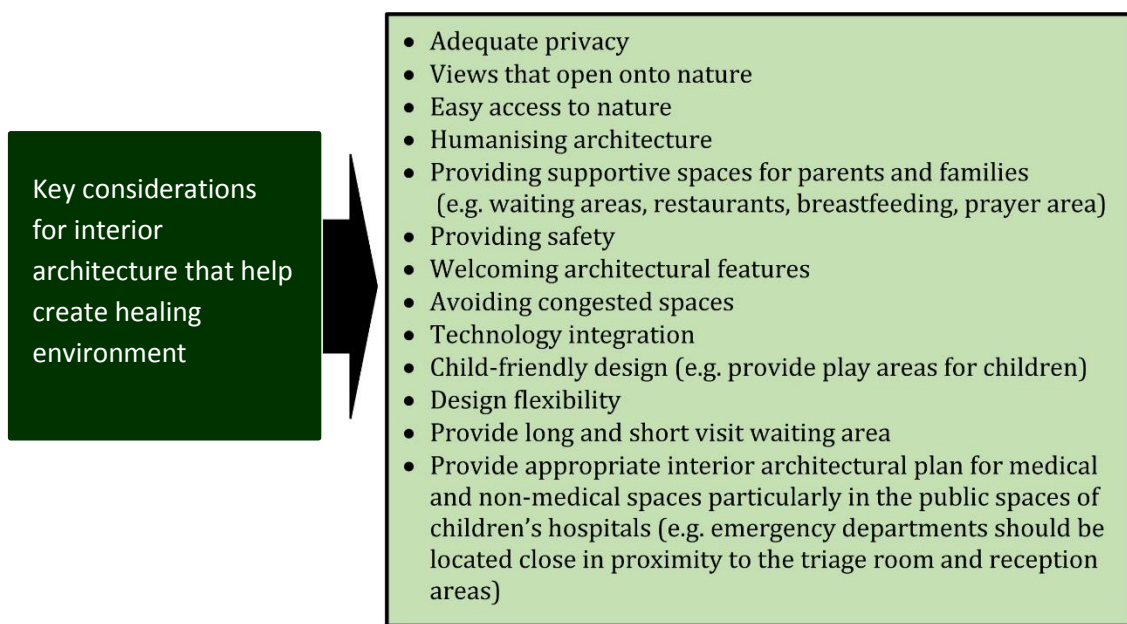 Key considerations
for interior
architecture that help
create healing
environment
• Adequate privacy
• Views that open onto nature
• Easy access to nature
• Humanising architecture
• Providing supportive spaces for parents and families
(e.g. waiting areas, restaurants, breastfeeding, prayer area)
• Providing safety
• Welcoming architectural features
• Avoiding congested spaces
• Technology integration
• Child-friendly design (e.g. provide play areas for children)
• Design flexibility
• Provide long and short visit waiting area
• Provide appropriate interior architectural plan for medical
and non-medical spaces particularly in the public spaces of
children’s hospitals (e.g. emergency departments should be
located close in proximity to the triage room and reception
areas)